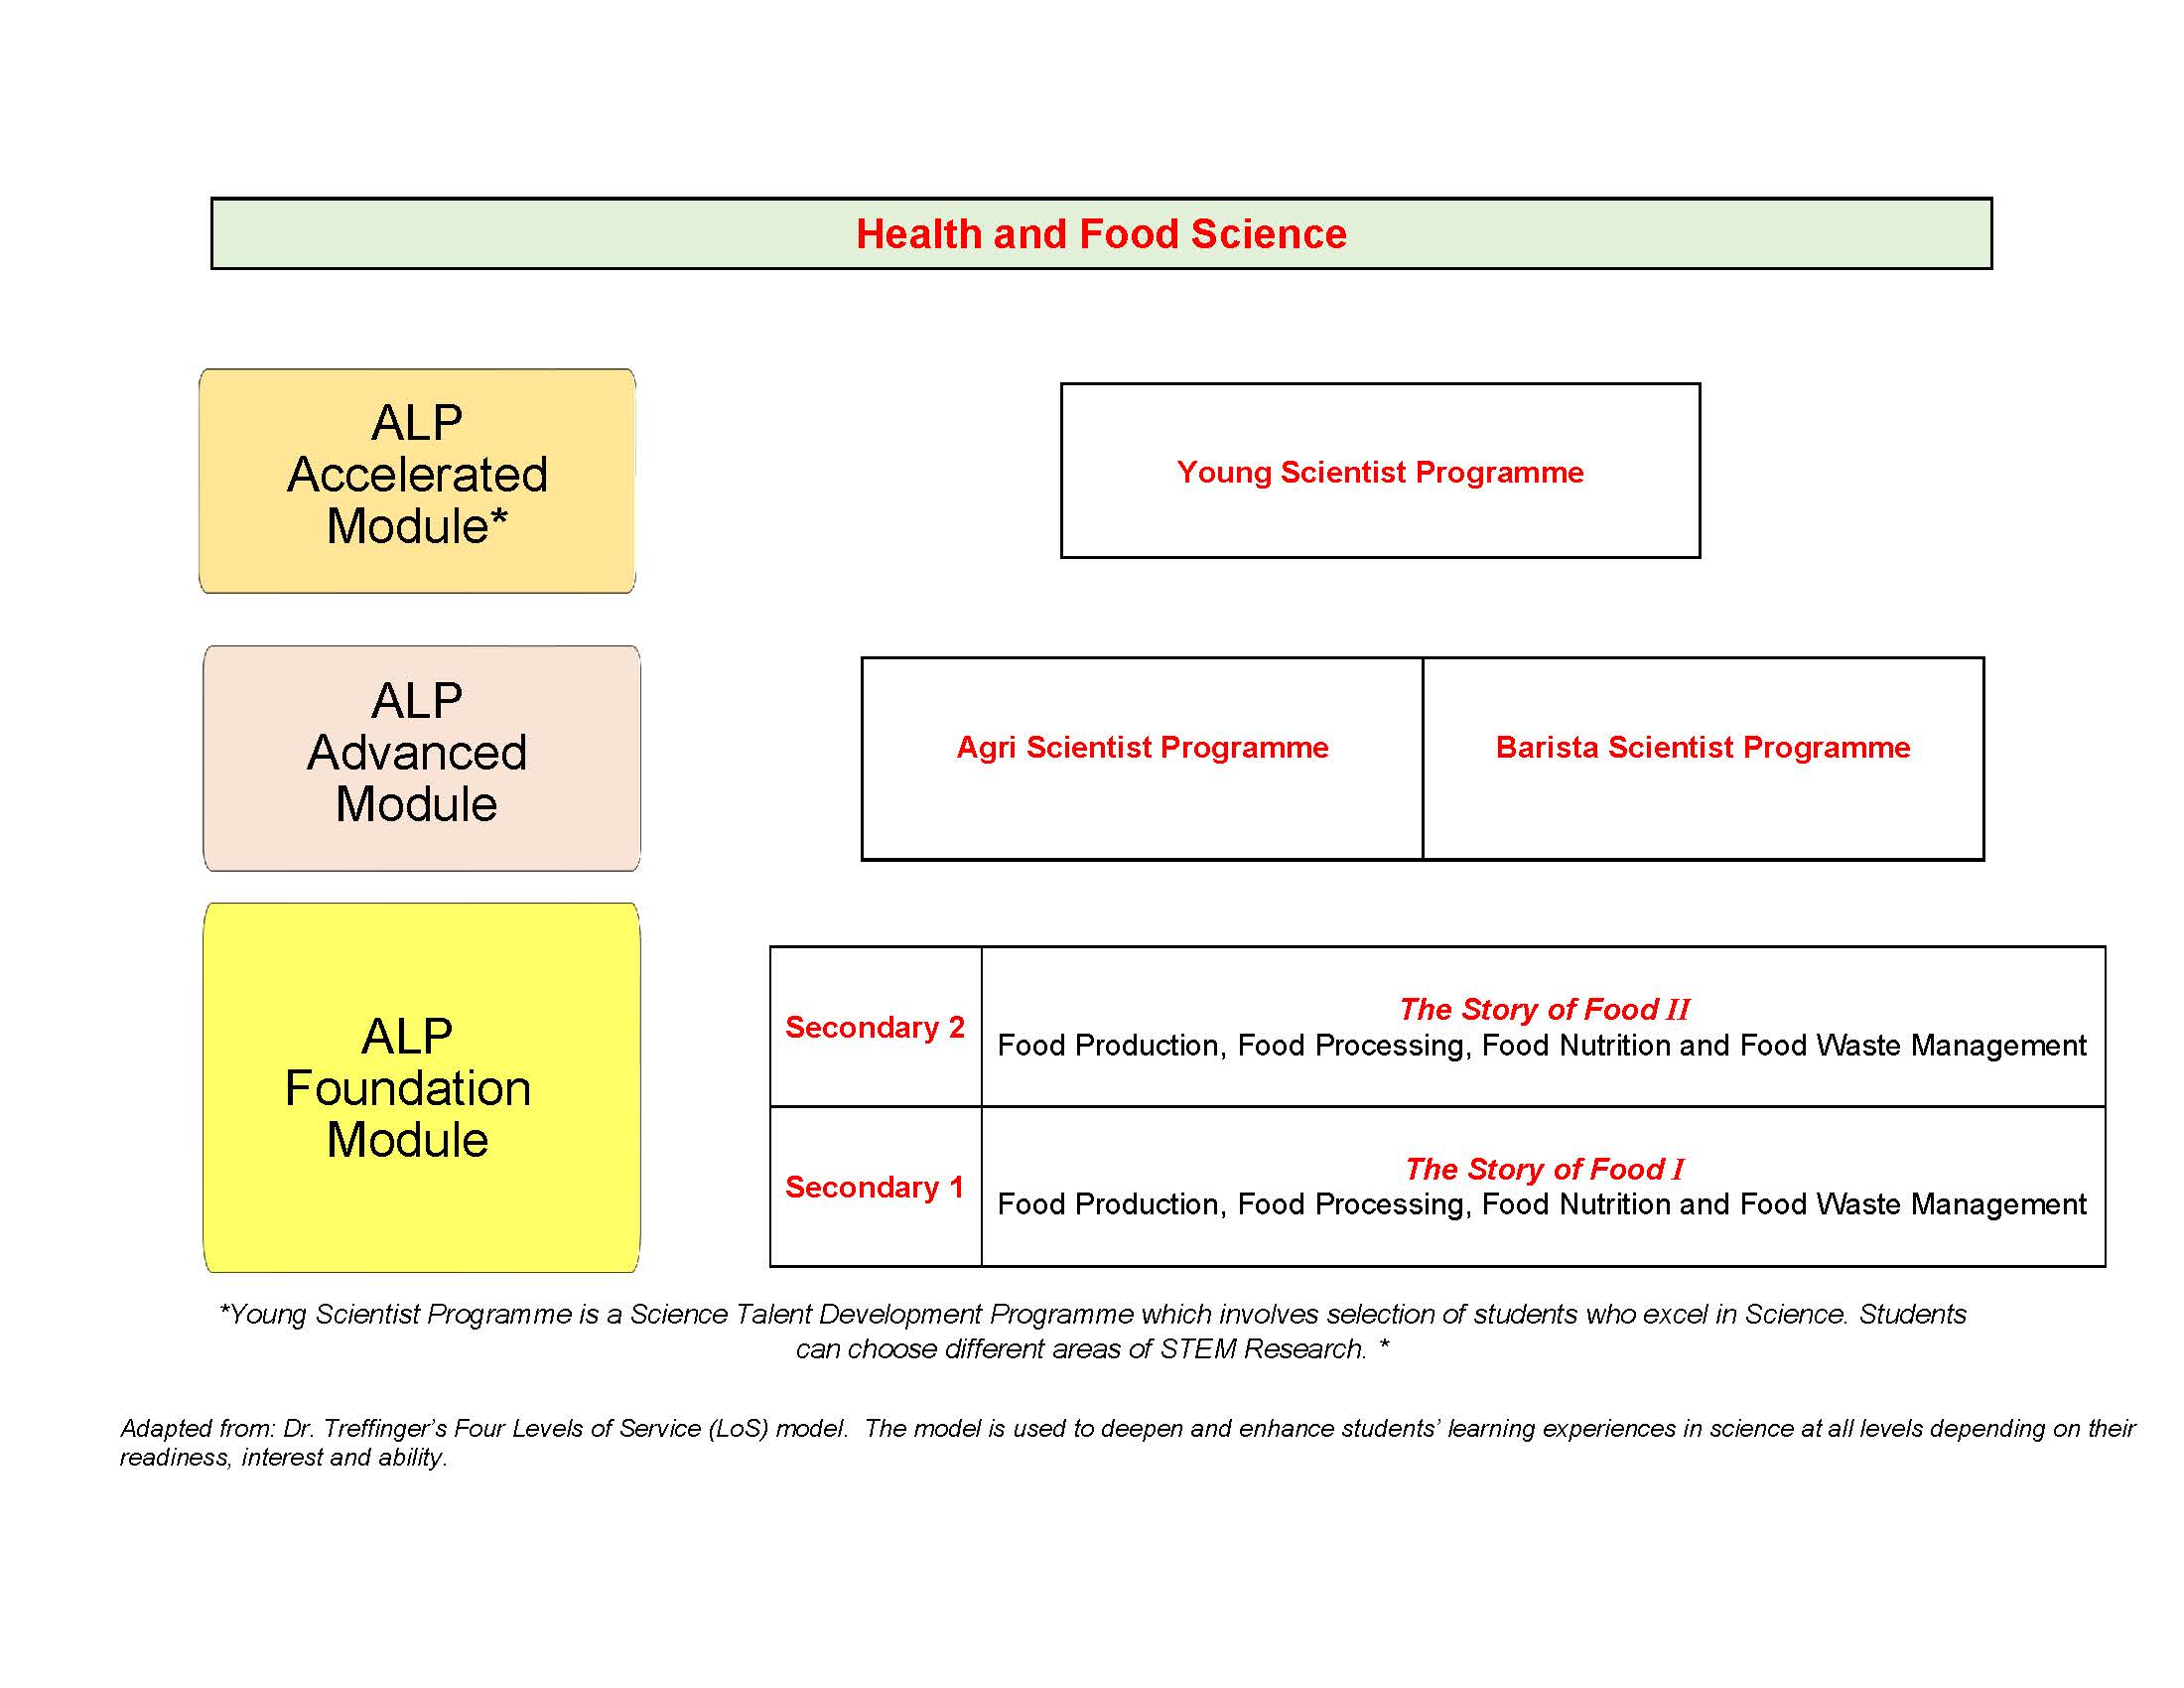 Health and Food Science
ALP
Accelerated
Module*
Young Scientist Programme
ALP
Advanced
Module
Agri Scientist Programme
Barista Scientist Programme
ALP
Foundation
Module
Secondary 2
The Story of Food II
Food Production, Food Processing, Food Nutrition and Food Waste Management
Secondary 1
The Story of Food I
Food Production, Food Processing, Food Nutrition and Food Waste Management
*Young Scientist Programme is a Science Talent Development Programme which involves selection of students who excel in Science. Students
can choose different areas of STEM Research. *
Adapted from: Dr. Treffinger’s Four Levels of Service (LoS) model.  The model is used to deepen and enhance students’ learning experiences in science at all levels depending on their
readiness, interest and ability.